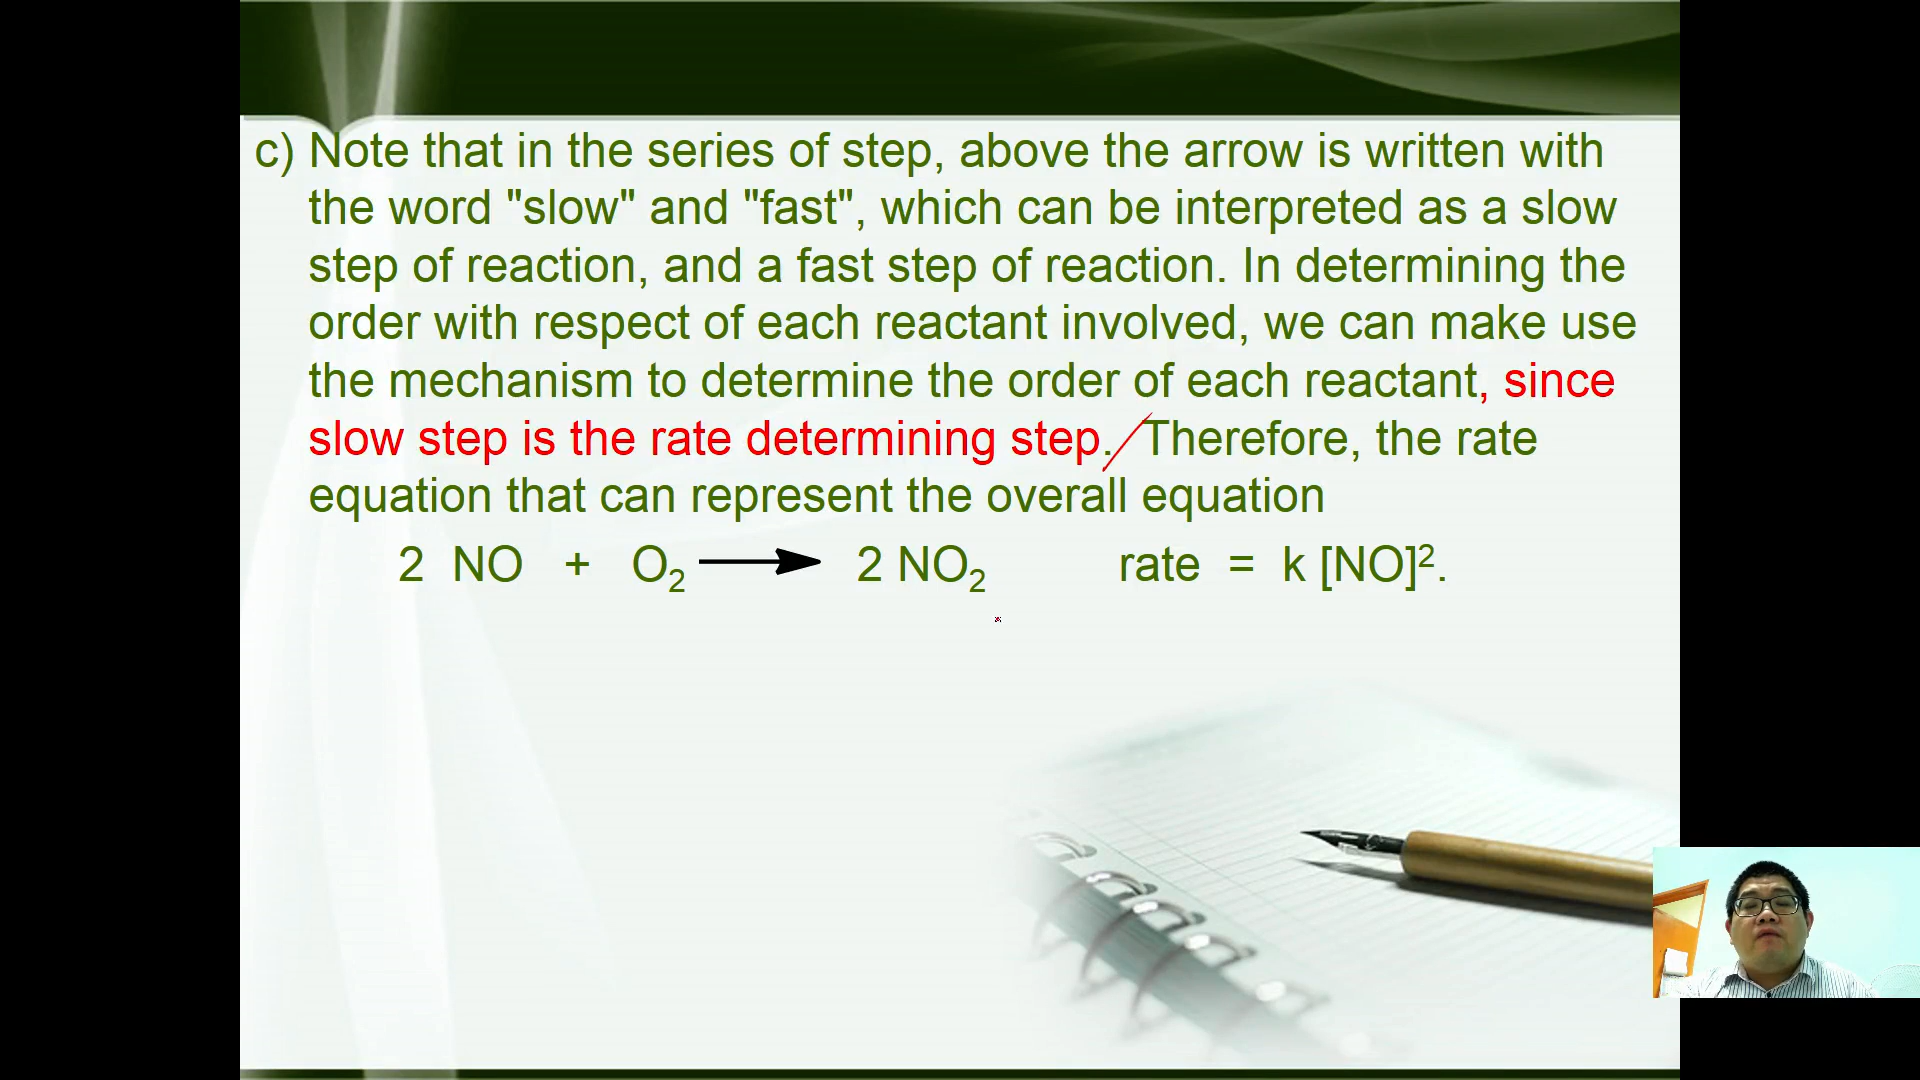 c) Note that in the series of step, above the arrow is written with
the word "slow" and "fast", which can be interpreted as a slow
step of reaction, and a fast step of reaction. In determining the
order with respect of each reactant involved, we can make use
the mechanism to determine the order of each reactant, since
slow step is the rate determining step. Therefore, the rate
equation that can represent the overall equation
2 NO + O₂ ⟶ 2 NO₂ rate = k [NO]².